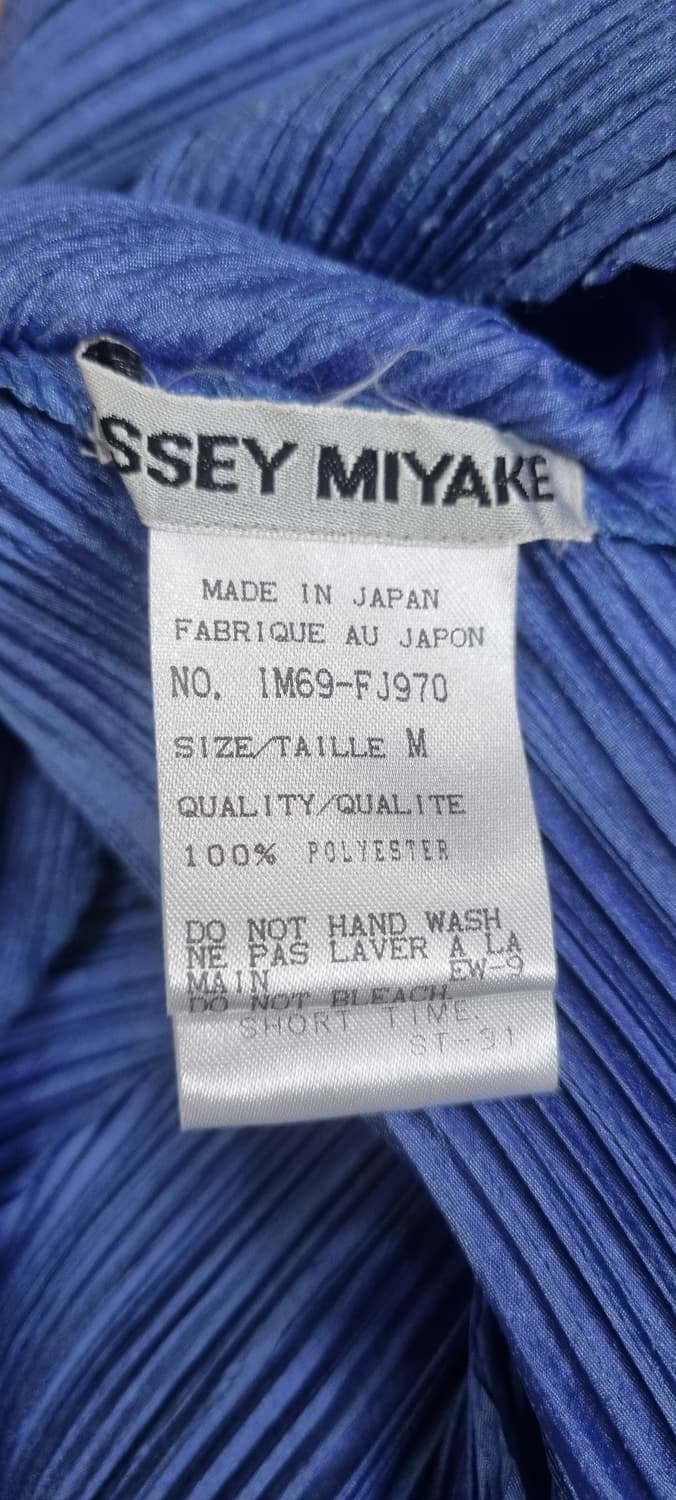 SSEY MIYAKE
MADE IN JAPAN
FABRIQUE AU JAPON
NO. IM69-FJ970
SIZE/TAILLE M
QUALITY/QUALITE
100% POLYESTER
DO NOT HAND WASH
NE PAS LAVER A LA
MAIN EW-9
DO NOT BLEACH.
SHORT TIME.
ST-31